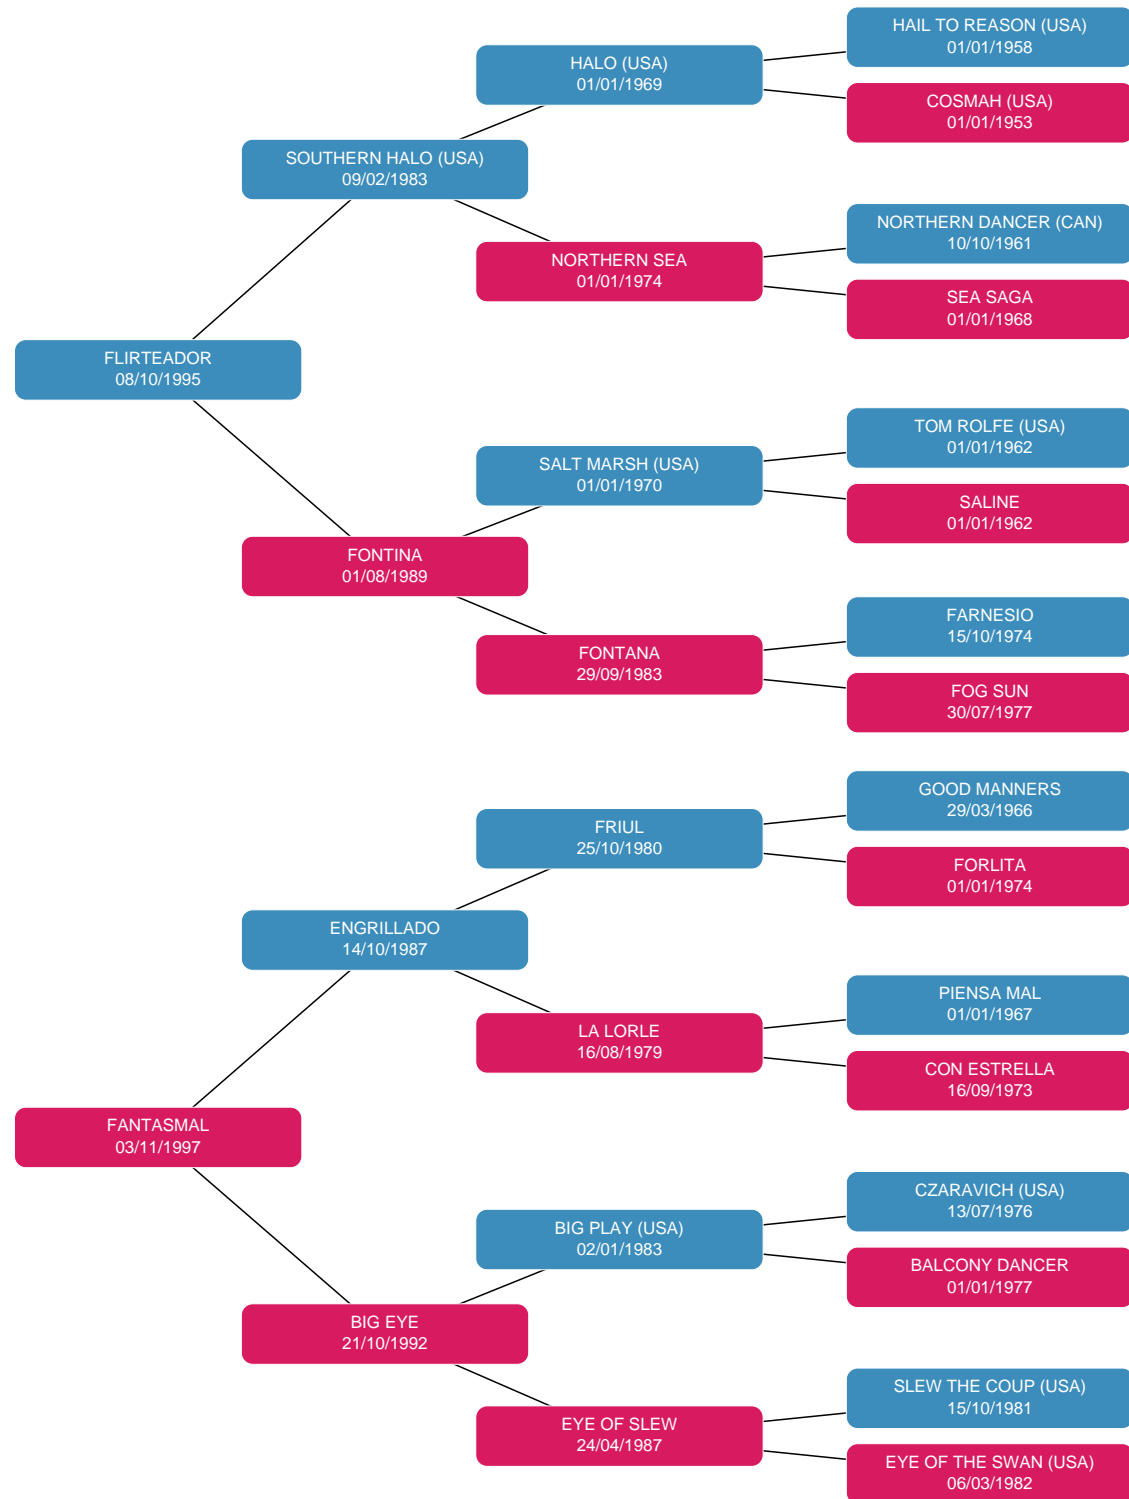 HAIL TO REASON (USA)
01/01/1958
HALO (USA)
01/01/1969
COSMAH (USA)
01/01/1953
SOUTHERN HALO (USA)
09/02/1983
NORTHERN DANCER (CAN)
10/10/1961
NORTHERN SEA
01/01/1974
SEA SAGA
01/01/1968
FLIRTEADOR
08/10/1995
TOM ROLFE (USA)
01/01/1962
SALT MARSH (USA)
01/01/1970
SALINE
01/01/1962
FONTINA
01/08/1989
FARNESIO
15/10/1974
FONTANA
29/09/1983
FOG SUN
30/07/1977
GOOD MANNERS
29/03/1966
FRIUL
25/10/1980
FORLITA
01/01/1974
ENGRILLADO
14/10/1987
PIENSA MAL
01/01/1967
LA LORLE
16/08/1979
CON ESTRELLA
16/09/1973
FANTASMAL
03/11/1997
CZARAVICH (USA)
13/07/1976
BIG PLAY (USA)
02/01/1983
BALCONY DANCER
01/01/1977
BIG EYE
21/10/1992
SLEW THE COUP (USA)
15/10/1981
EYE OF SLEW
24/04/1987
EYE OF THE SWAN (USA)
06/03/1982